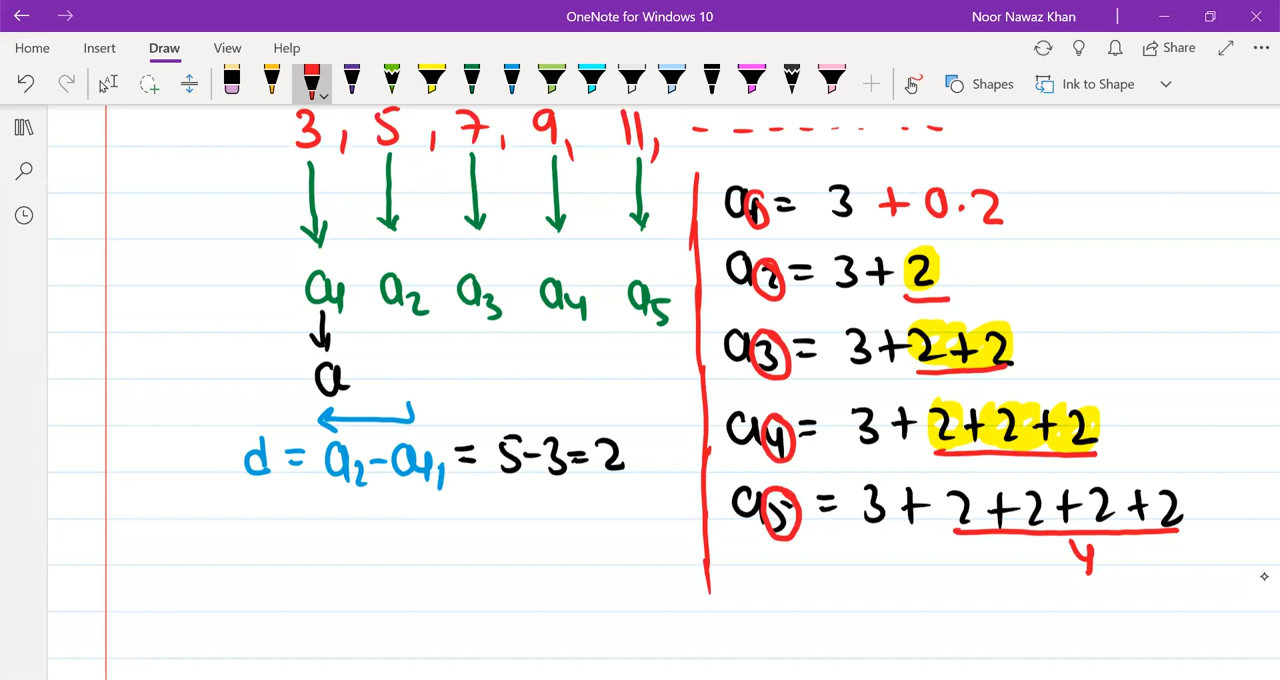 OneNote for Windows 10
Noor Nawaz Khan
Home Insert Draw View Help
Share
Shapes
Ink to Shape
3, 5, 7, 9, 11, - - - - - - - -
a1 a2 a3 a4 a5
a
d = a2-a1, = 5-3=2
a1 = 3 + 0.2
a2 = 3+2
a3 = 3+2+2
a4 = 3+2+2+2
a5 = 3+2+2+2+2
4